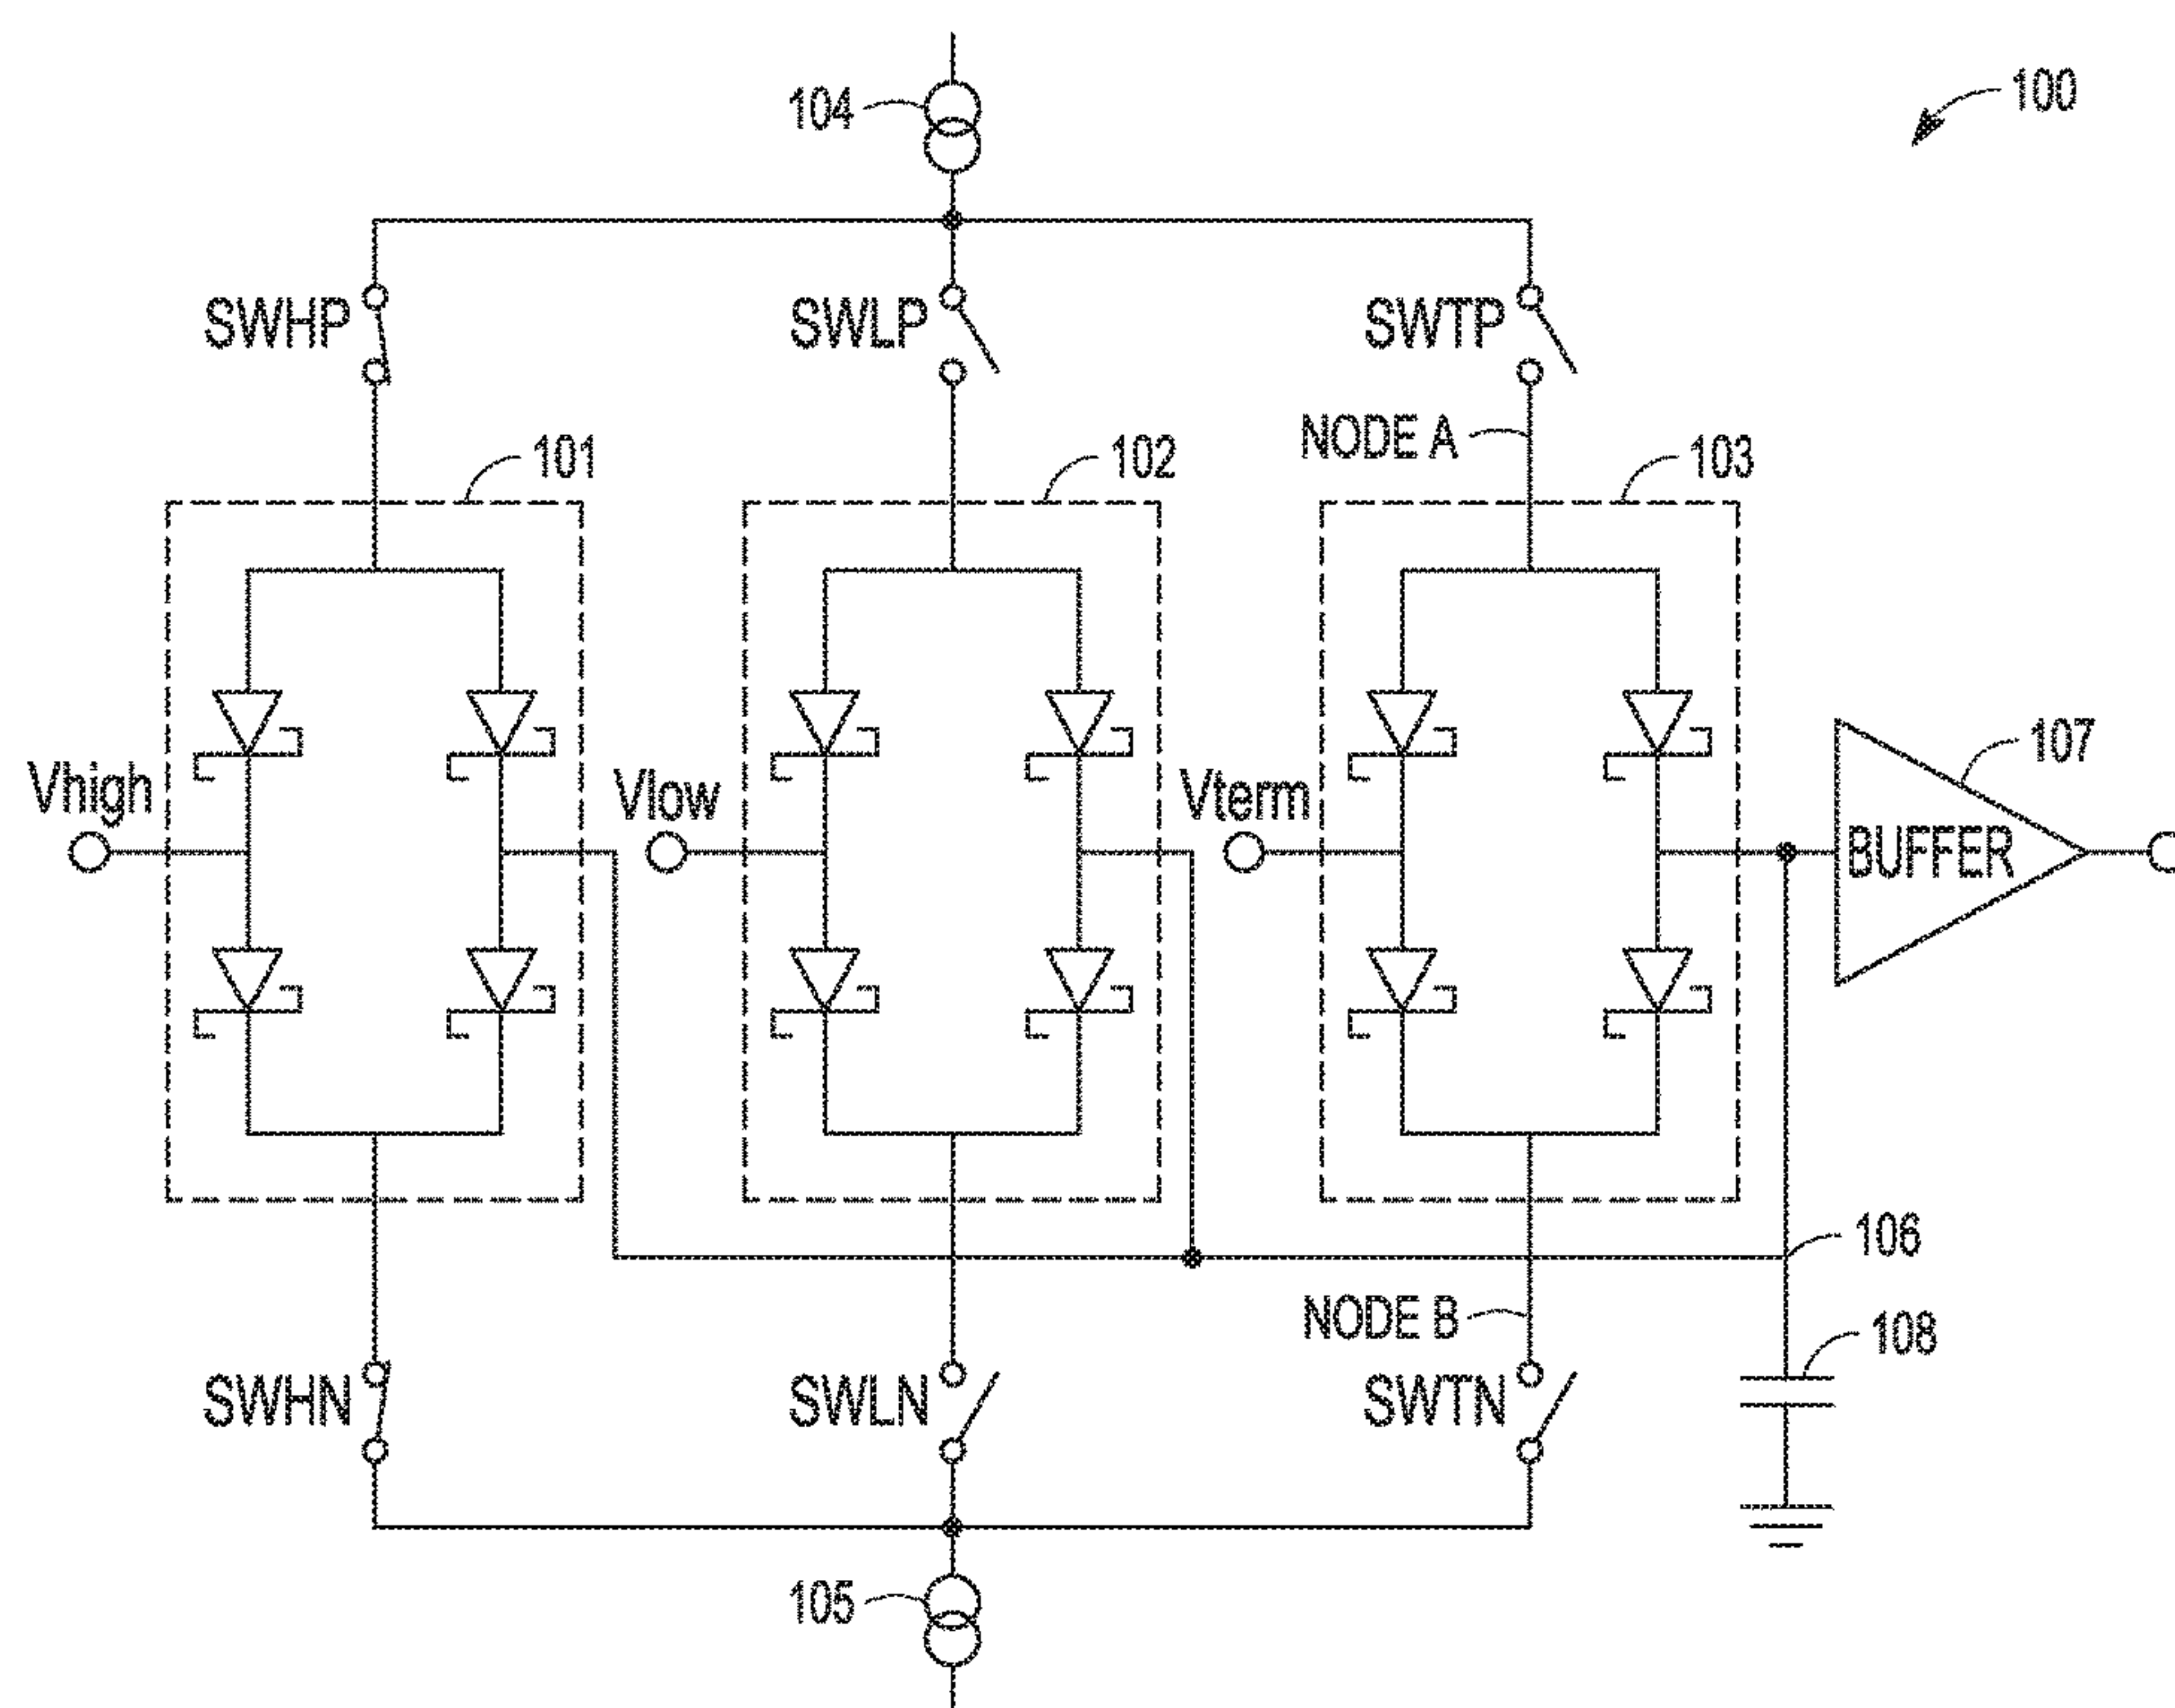 100
104
SWHP
SWLP
SWTP
NODE A
101
102
103
Vhigh
Vlow
Vterm
107
BUFFER
106
NODE B
108
SWHN
SWLN
SWTN
105